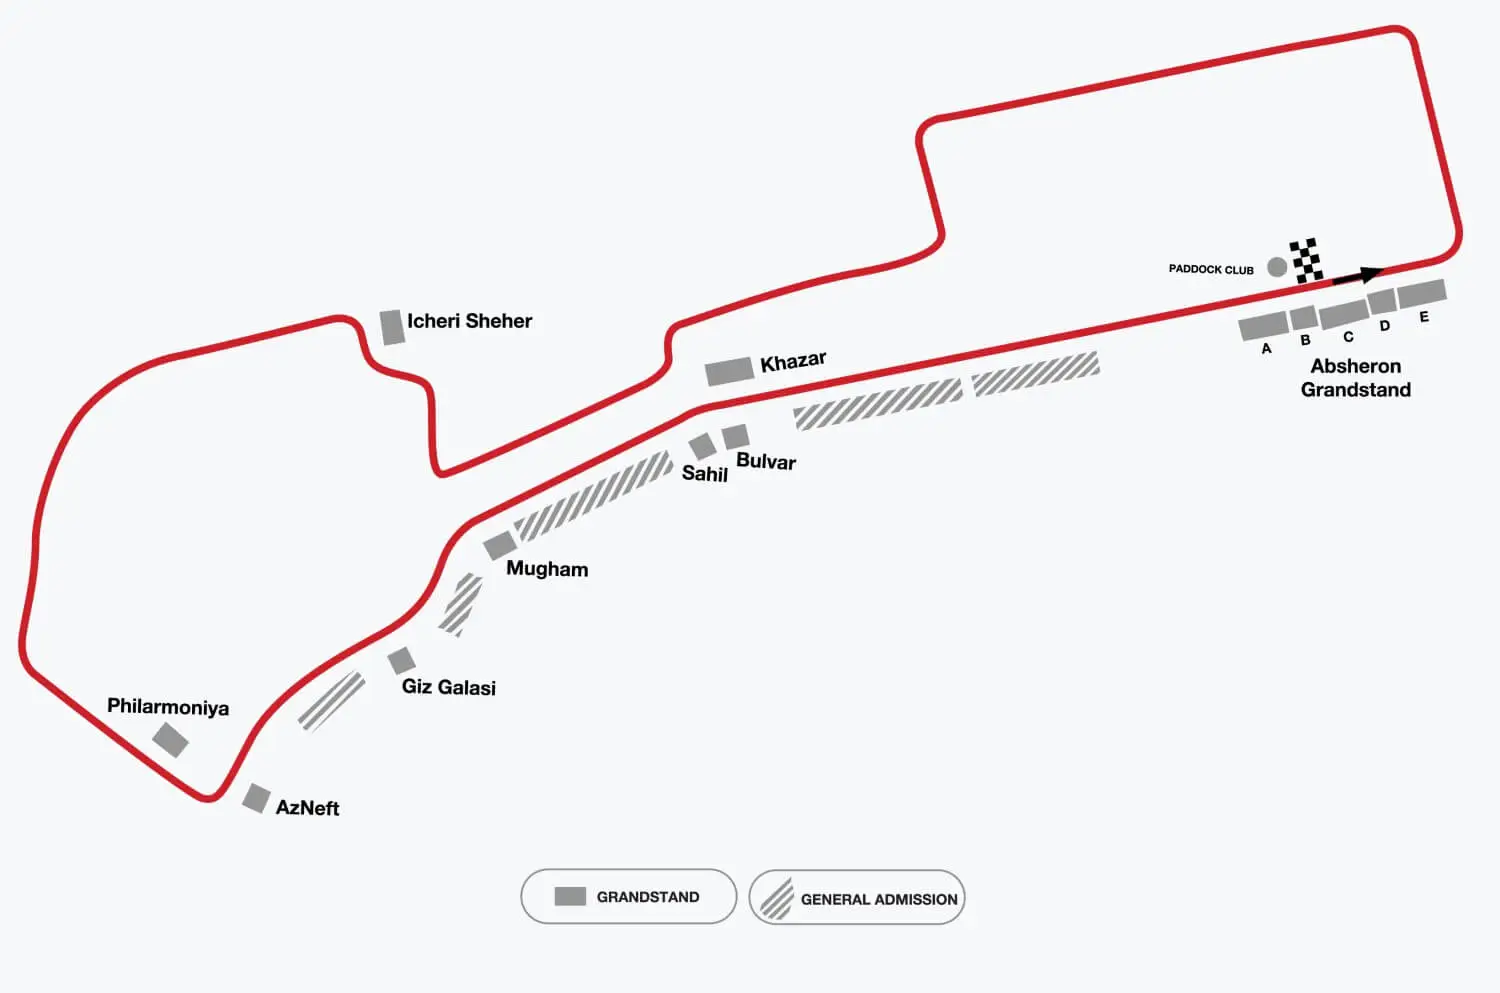 PADDOCK CLUB
A
B
C
D
E
Absheron
Grandstand
Icheri Sheher
Khazar
Sahil
Bulvar
Mugham
Giz Galasi
Philarmoniya
AzNeft
GRANDSTAND
GENERAL ADMISSION